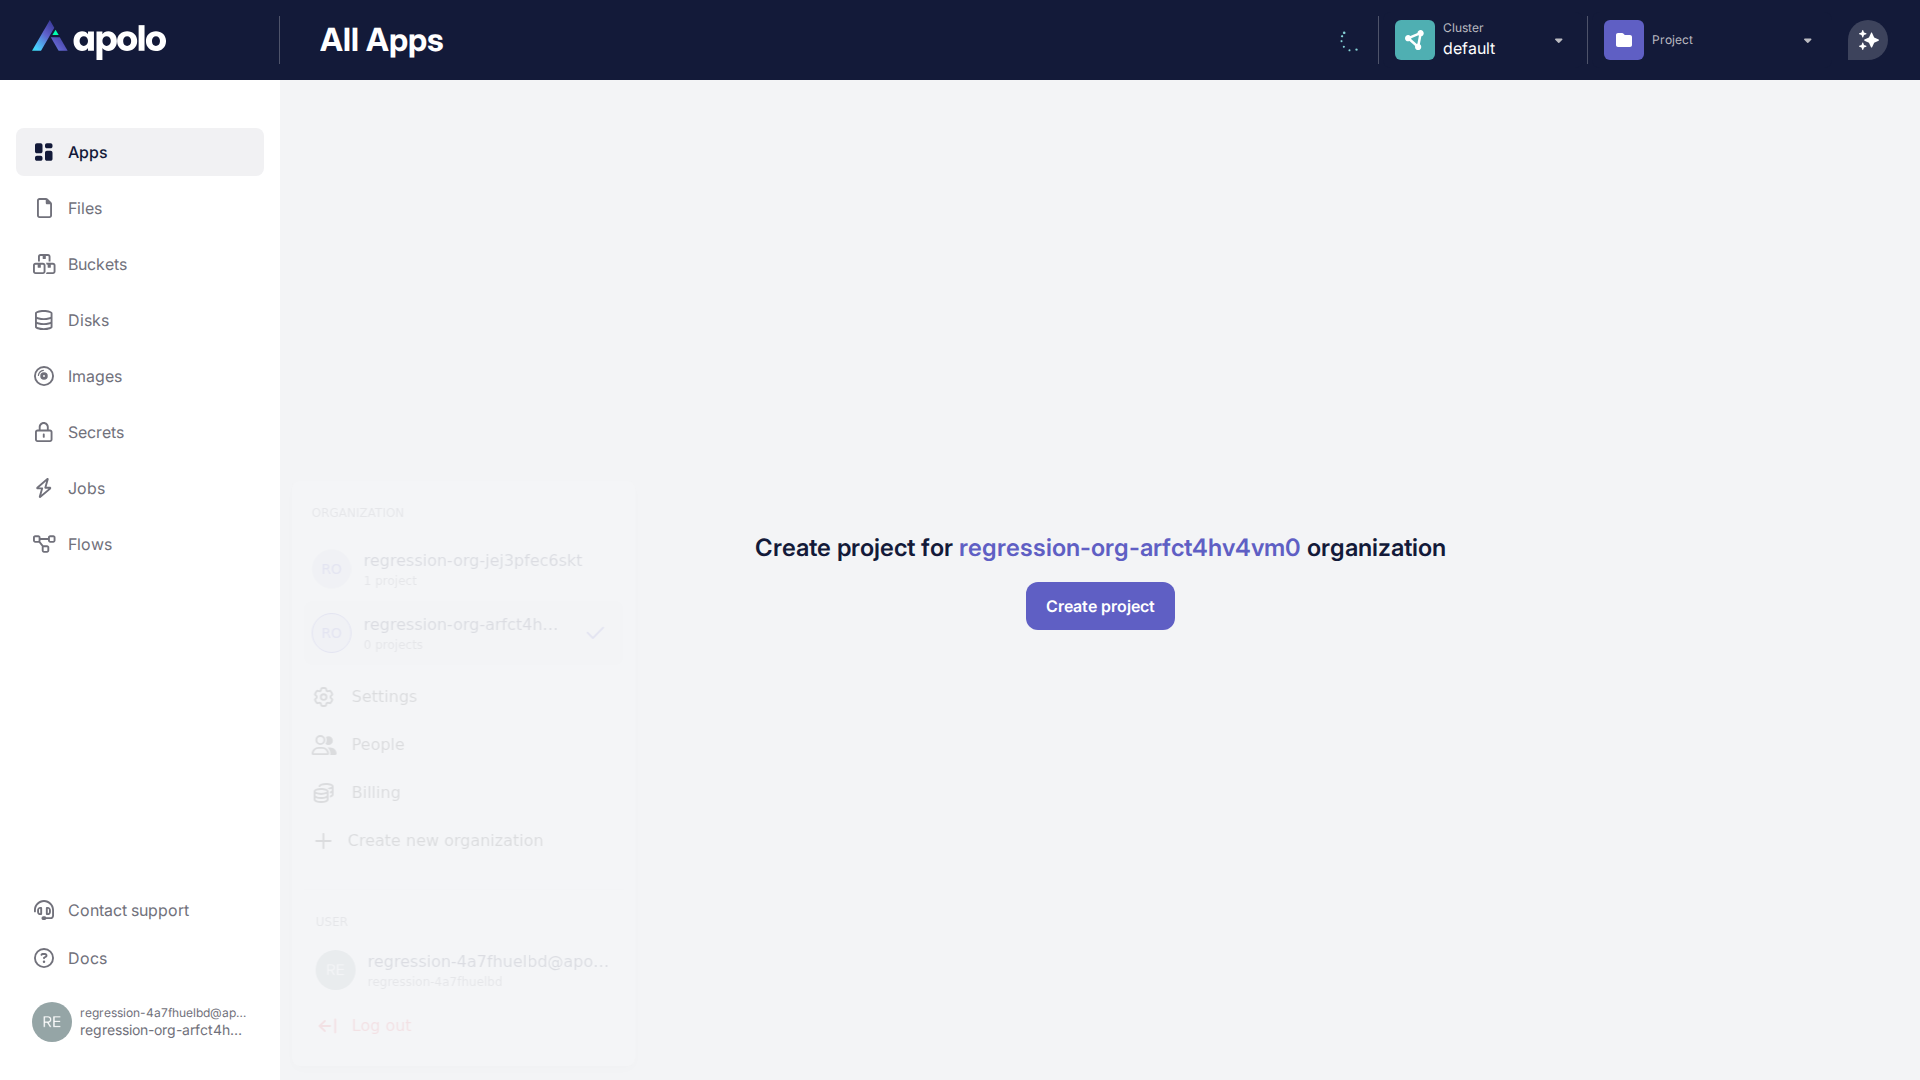 apolo
All Apps
Cluster
default
Project
Apps
Files
Buckets
Disks
Images
Secrets
Jobs
Flows
ORGANIZATION
RO
regression-org-jej3pfec6skt
1 project
RO
regression-org-arfct4h...
0 projects
Settings
People
Billing
Create new organization
USER
RE
regression-4a7fhuelbd@apo...
regression-4a7fhuelbd
Log out
Create project for regression-org-arfct4hv4vm0 organization
Create project
Contact support
Docs
RE
regression-4a7fhuelbd@ap...
regression-org-arfct4h...